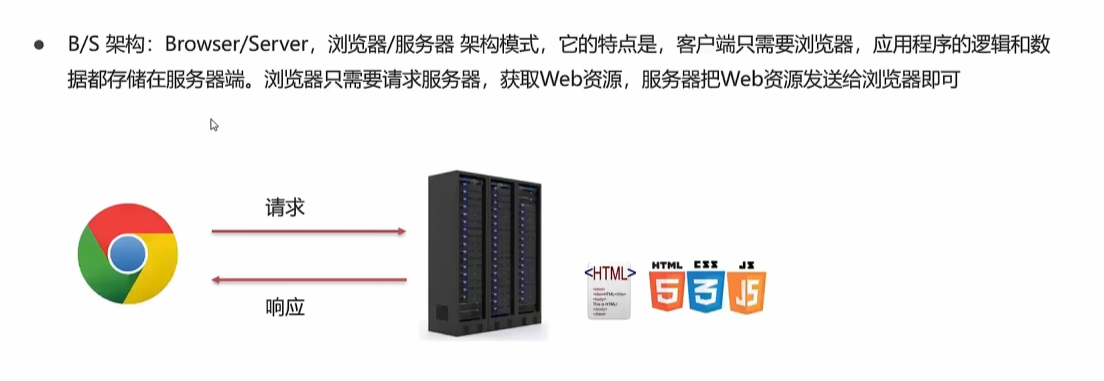 B/S 架构：Browser/Server，浏览器/服务器 架构模式，它的特点是，客户端只需要浏览器，应用程序的逻辑和数
据都存储在服务器端。浏览器只需要请求服务器，获取Web资源，服务器把Web资源发送给浏览器即可
请求
响应
<HTML>
This is HTML!
HTML 5
CSS 3
JS JS